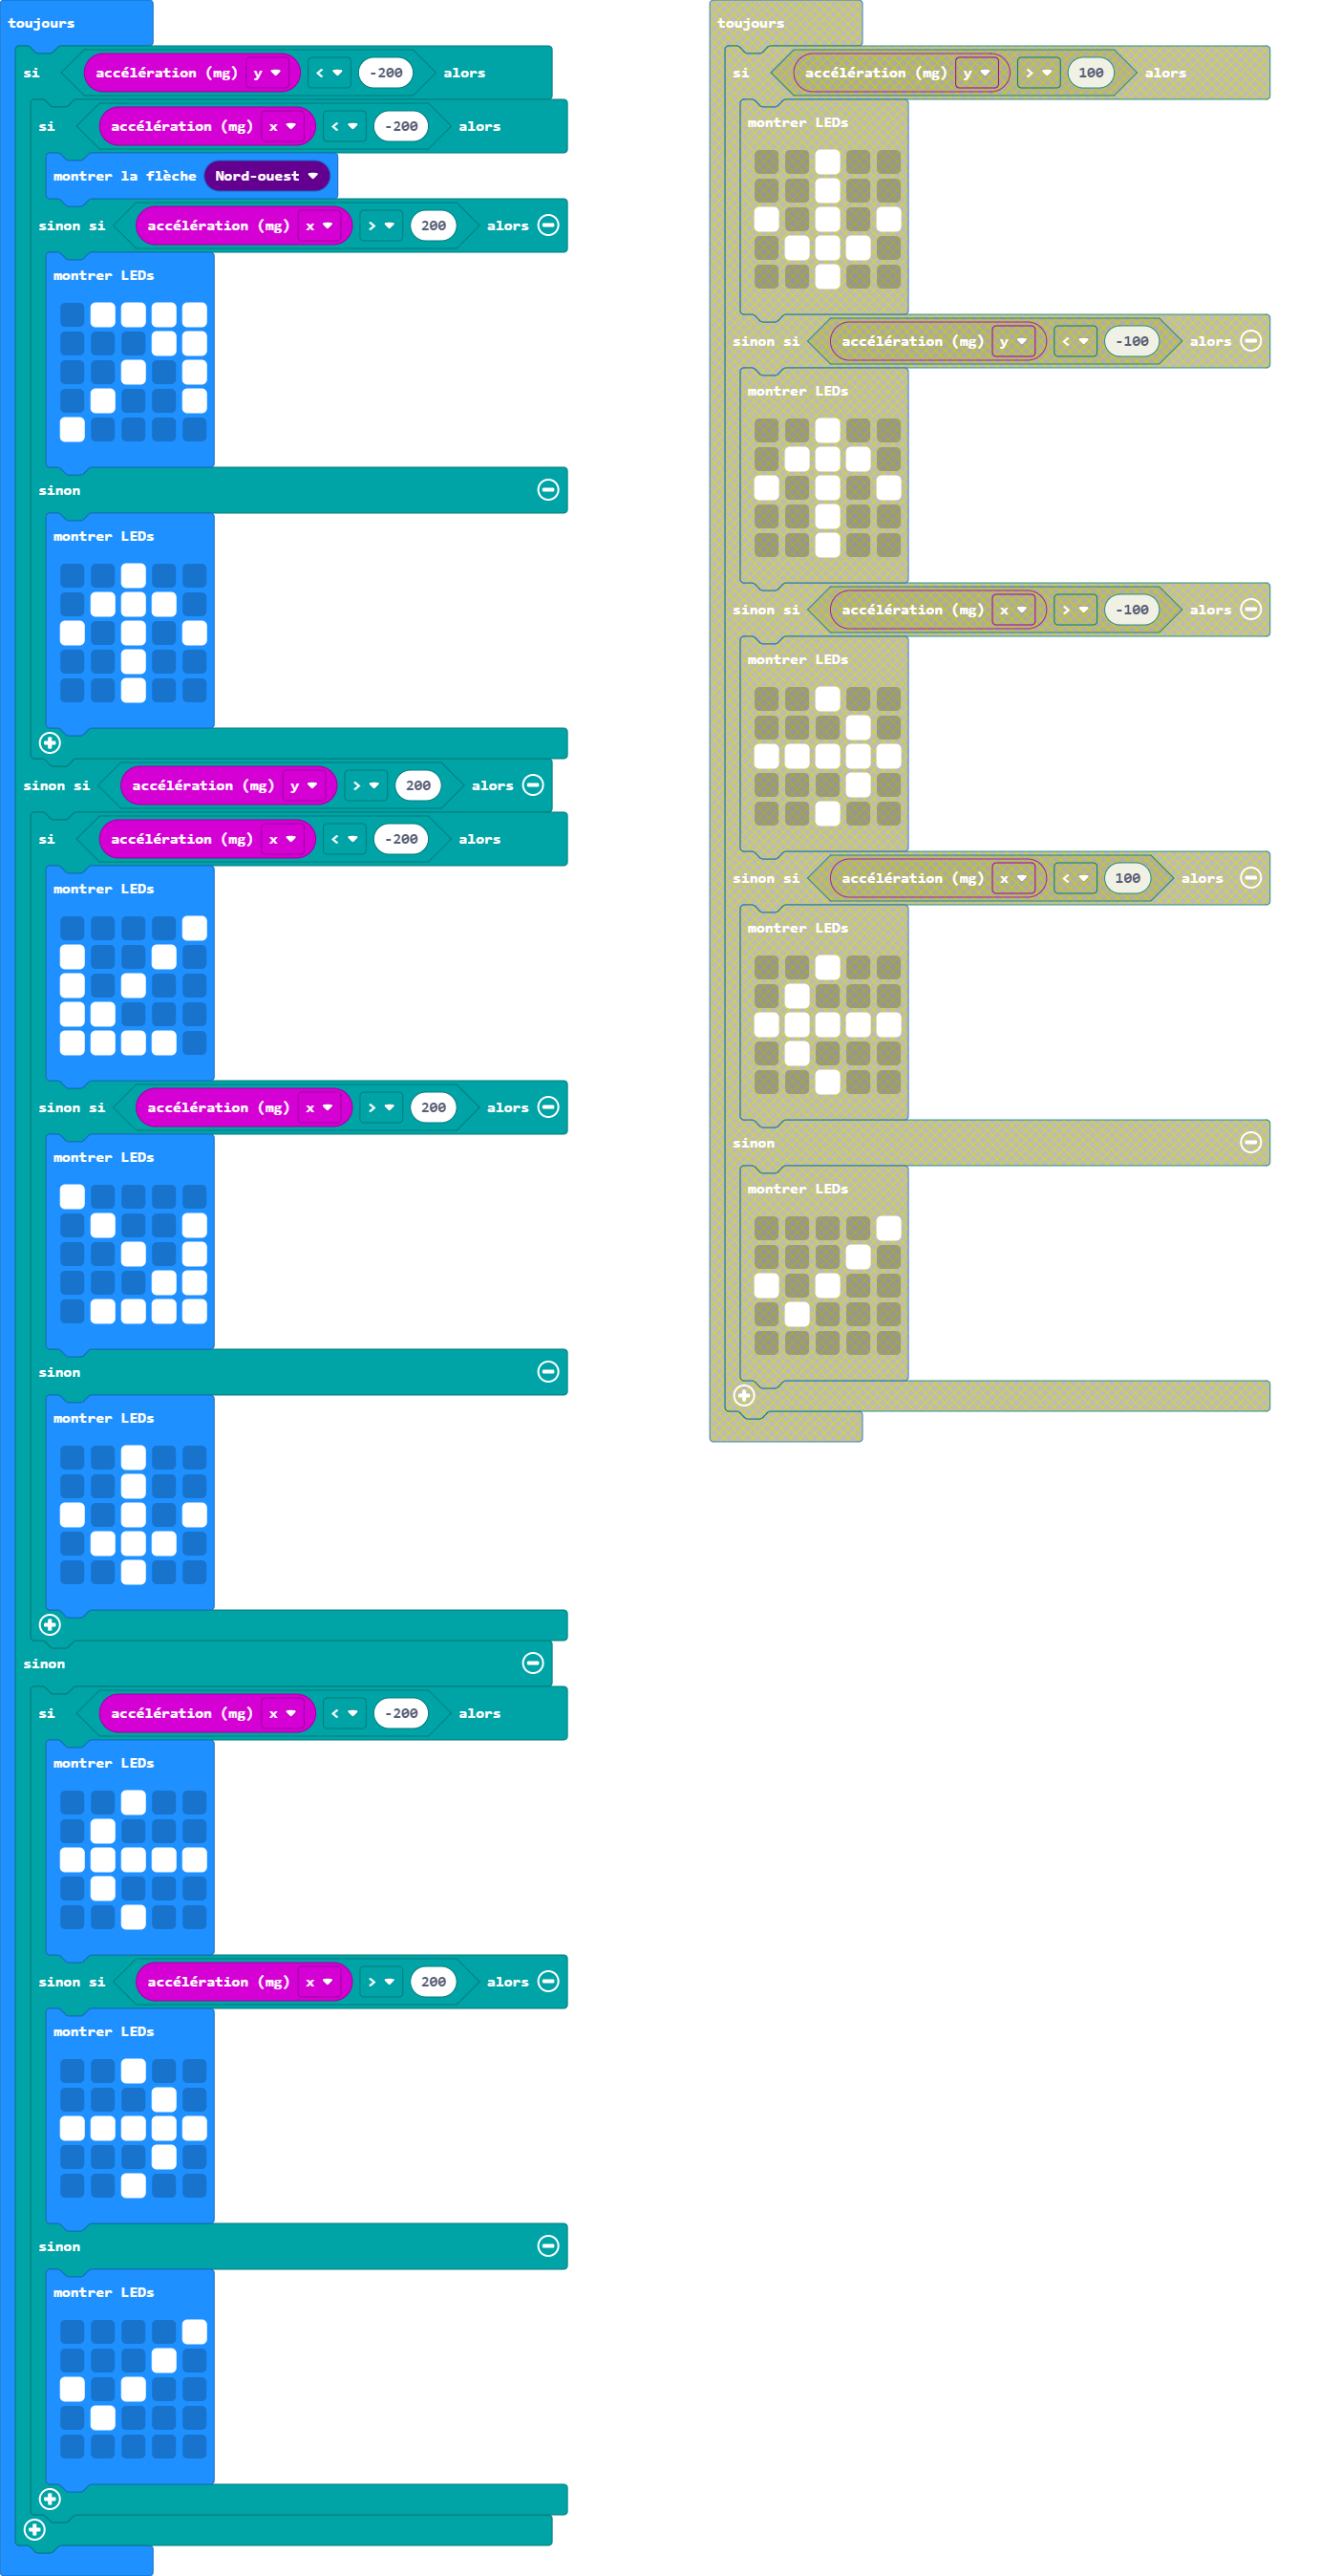 toujours
si accélération (mg) y < -200 alors
si accélération (mg) x < -200 alors
montrer la flèche Nord-ouest
sinon si accélération (mg) x > 200 alors
montrer LEDs
sinon
montrer LEDs
sinon si accélération (mg) y > 200 alors
si accélération (mg) x < -200 alors
montrer LEDs
sinon si accélération (mg) x > 200 alors
montrer LEDs
sinon
montrer LEDs
sinon
si accélération (mg) x < -200 alors
montrer LEDs
sinon si accélération (mg) x > 200 alors
montrer LEDs
sinon
montrer LEDs
toujours
si accélération (mg) y > 100 alors
montrer LEDs
sinon si accélération (mg) y < -100 alors
montrer LEDs
sinon si accélération (mg) x > -100 alors
montrer LEDs
sinon si accélération (mg) x < 100 alors
montrer LEDs
sinon
montrer LEDs